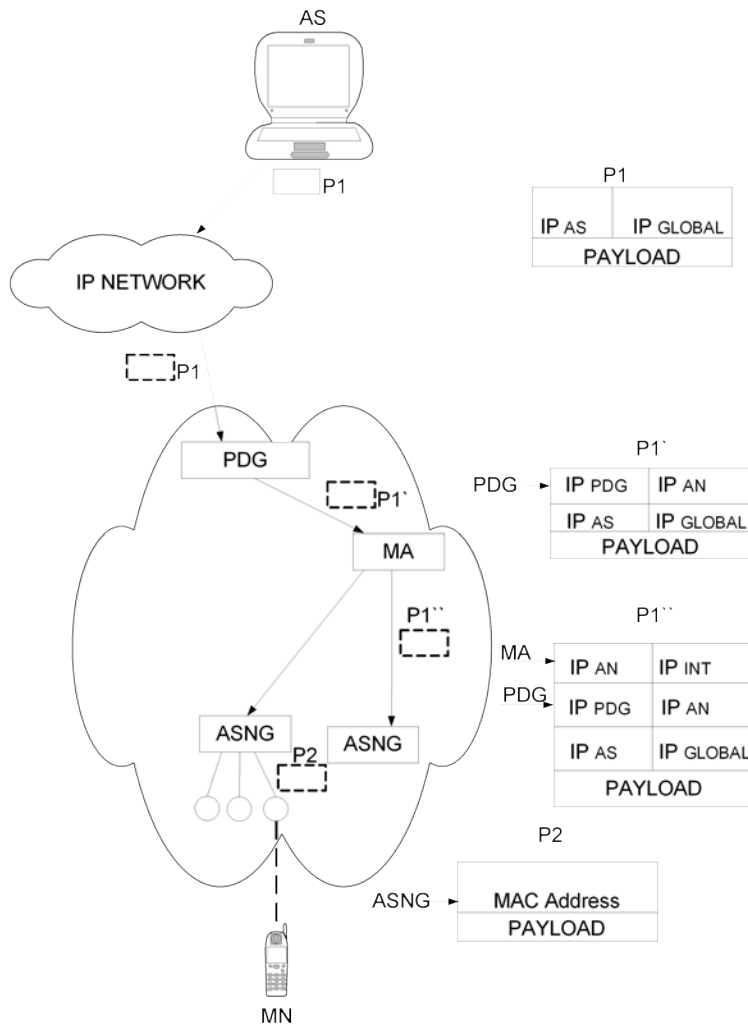 AS
P1
P1
IP AS IP GLOBAL
PAYLOAD
IP NETWORK
P1
PDG
P1`
MA
P1`
PDG IP PDG IP AN
IP AS IP GLOBAL
PAYLOAD
P1``
P1``
MA IP AN IP INT
PDG IP PDG IP AN
IP AS IP GLOBAL
PAYLOAD
ASNG
P2
ASNG
P2
ASNG MAC Address
PAYLOAD
MN